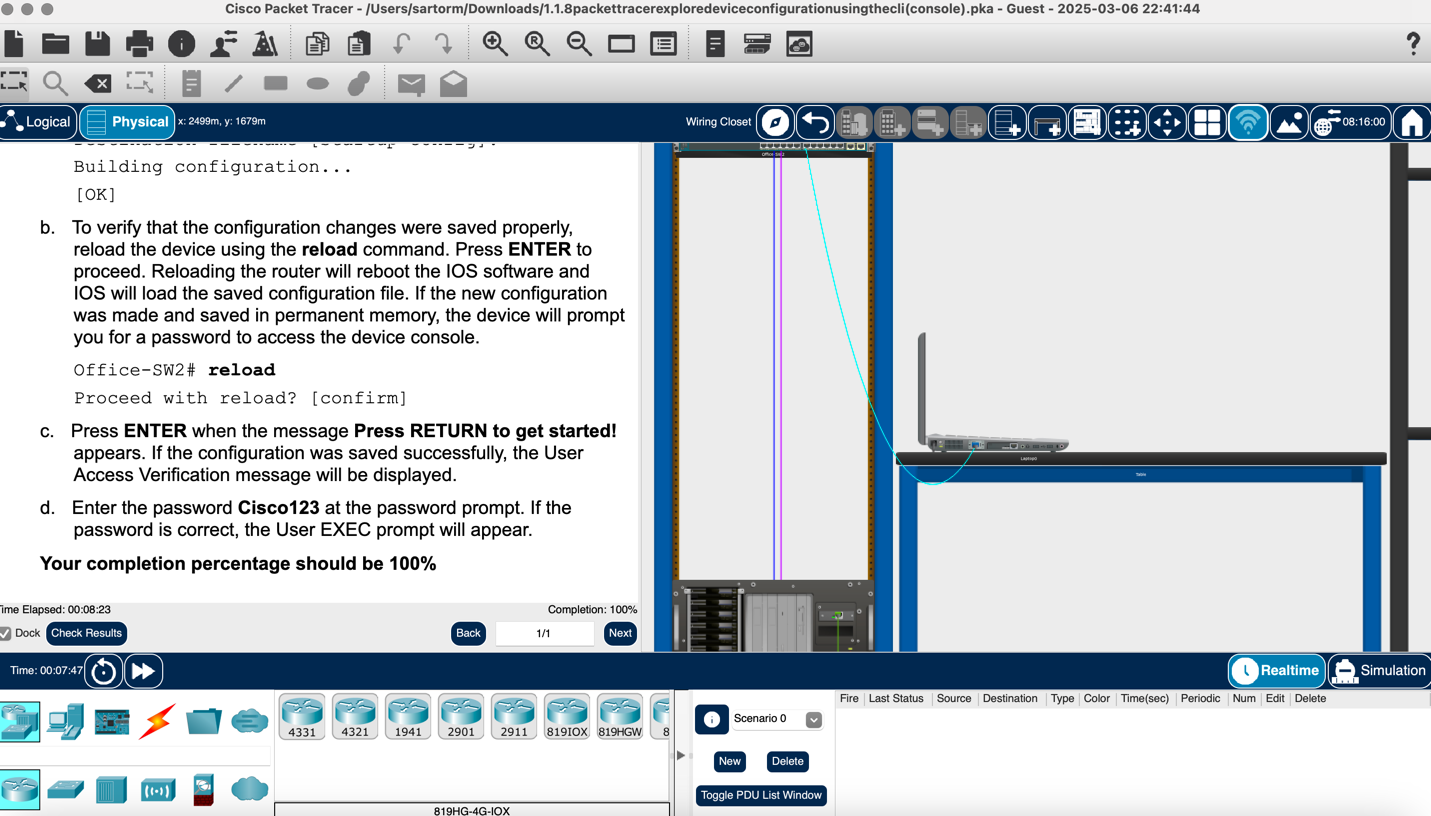 Cisco Packet Tracer - /Users/sartorm/Downloads/1.1.8packettracerexploredeviceconfigurationusingthecli(console).pka - Guest - 2025-03-06 22:41:44
?
Logical
Physical
x: 2499m, y: 1679m
Wiring Closet
08:16:00
Building configuration...
[OK]
b. To verify that the configuration changes were saved properly,
reload the device using the reload command. Press ENTER to
proceed. Reloading the router will reboot the IOS software and
IOS will load the saved configuration file. If the new configuration
was made and saved in permanent memory, the device will prompt
you for a password to access the device console.
Office-SW2# reload
Proceed with reload? [confirm]
c. Press ENTER when the message Press RETURN to get started!
appears. If the configuration was saved successfully, the User
Access Verification message will be displayed.
d. Enter the password Cisco123 at the password prompt. If the
password is correct, the User EXEC prompt will appear.
Your completion percentage should be 100%
ime Elapsed: 00:08:23
Completion: 100%
Dock
Check Results
Back
1/1
Next
Office-SW2
Laptop0
Table
Time: 00:07:47
Realtime
Simulation
4331
4321
1941
2901
2911
819IOX
819HGW
8
819HG-4G-IOX
Scenario 0
New
Delete
Toggle PDU List Window
Fire
Last Status
Source
Destination
Type
Color
Time(sec)
Periodic
Num
Edit
Delete